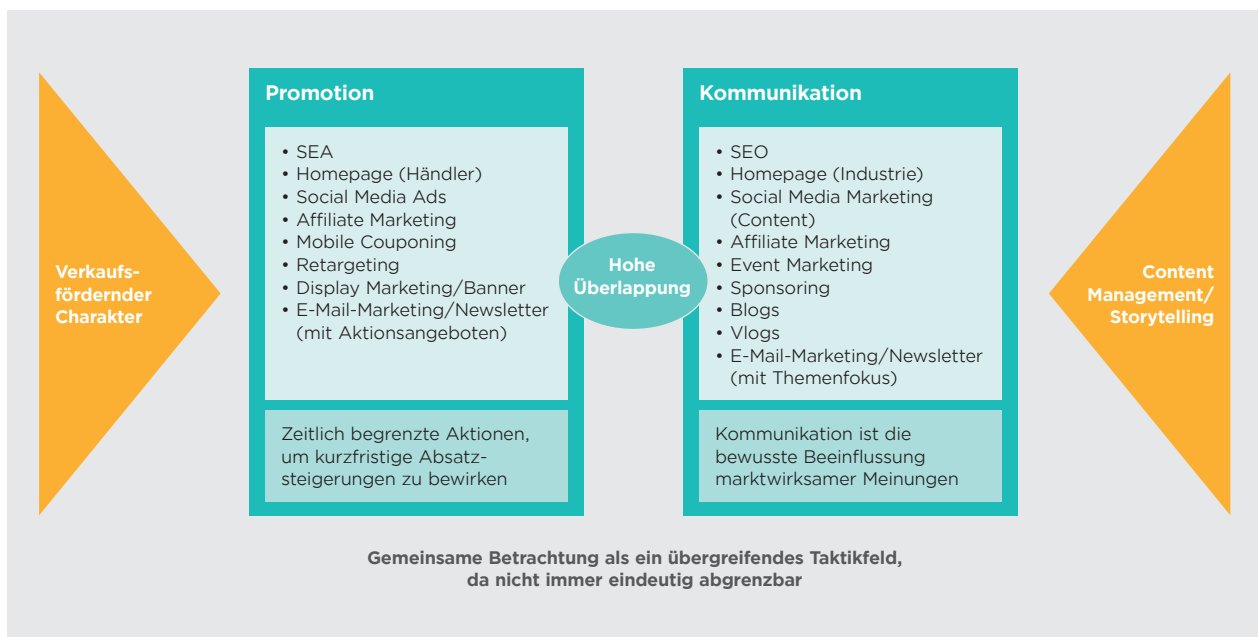 Verkaufs-
fördernder
Charakter
Promotion
• SEA
• Homepage (Händler)
• Social Media Ads
• Affiliate Marketing
• Mobile Couponing
• Retargeting
• Display Marketing/Banner
• E-Mail-Marketing/Newsletter
(mit Aktionsangeboten)
Zeitlich begrenzte Aktionen,
um kurzfristige Absatz-
steigerungen zu bewirken
Hohe
Überlappung
Kommunikation
• SEO
• Homepage (Industrie)
• Social Media Marketing
(Content)
• Affiliate Marketing
• Event Marketing
• Sponsoring
• Blogs
• Vlogs
• E-Mail-Marketing/Newsletter
(mit Themenfokus)
Kommunikation ist die
bewusste Beeinflussung
marktwirksamer Meinungen
Content
Management/
Storytelling
Gemeinsame Betrachtung als ein übergreifendes Taktikfeld,
da nicht immer eindeutig abgrenzbar